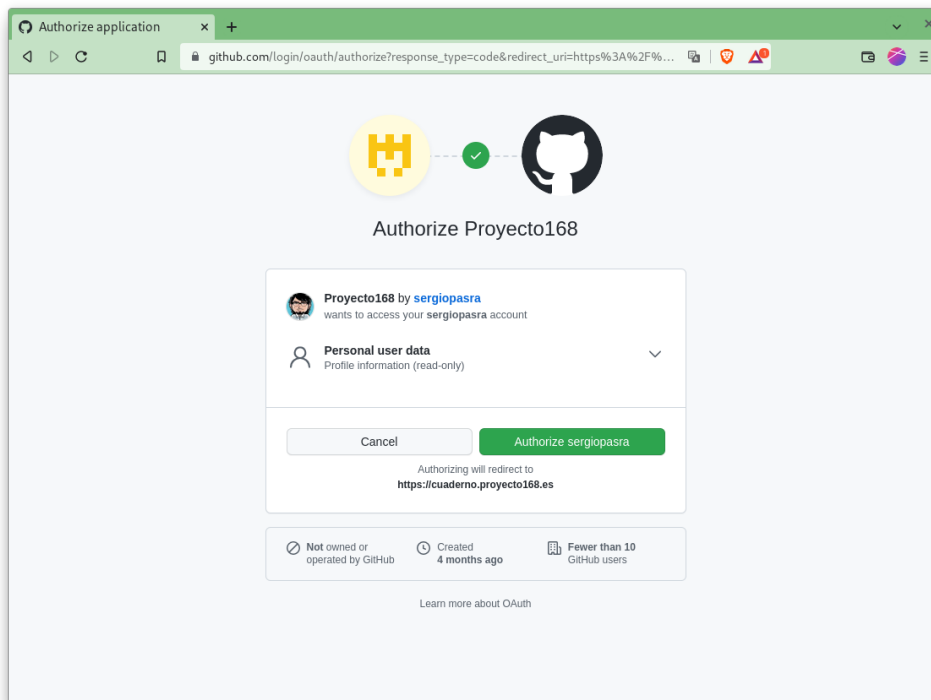 Authorize application
github.com/login/oauth/authorize?response_type=code&redirect_uri=https%3A%2F%...
1
Authorize Proyecto168
Proyecto168 by sergiopasra
wants to access your sergiopasra account
Personal user data
Profile information (read-only)
Cancel
Authorize sergiopasra
Authorizing will redirect to
https://cuaderno.proyecto168.es
Not owned or
operated by GitHub
Created
4 months ago
Fewer than 10
GitHub users
Learn more about OAuth